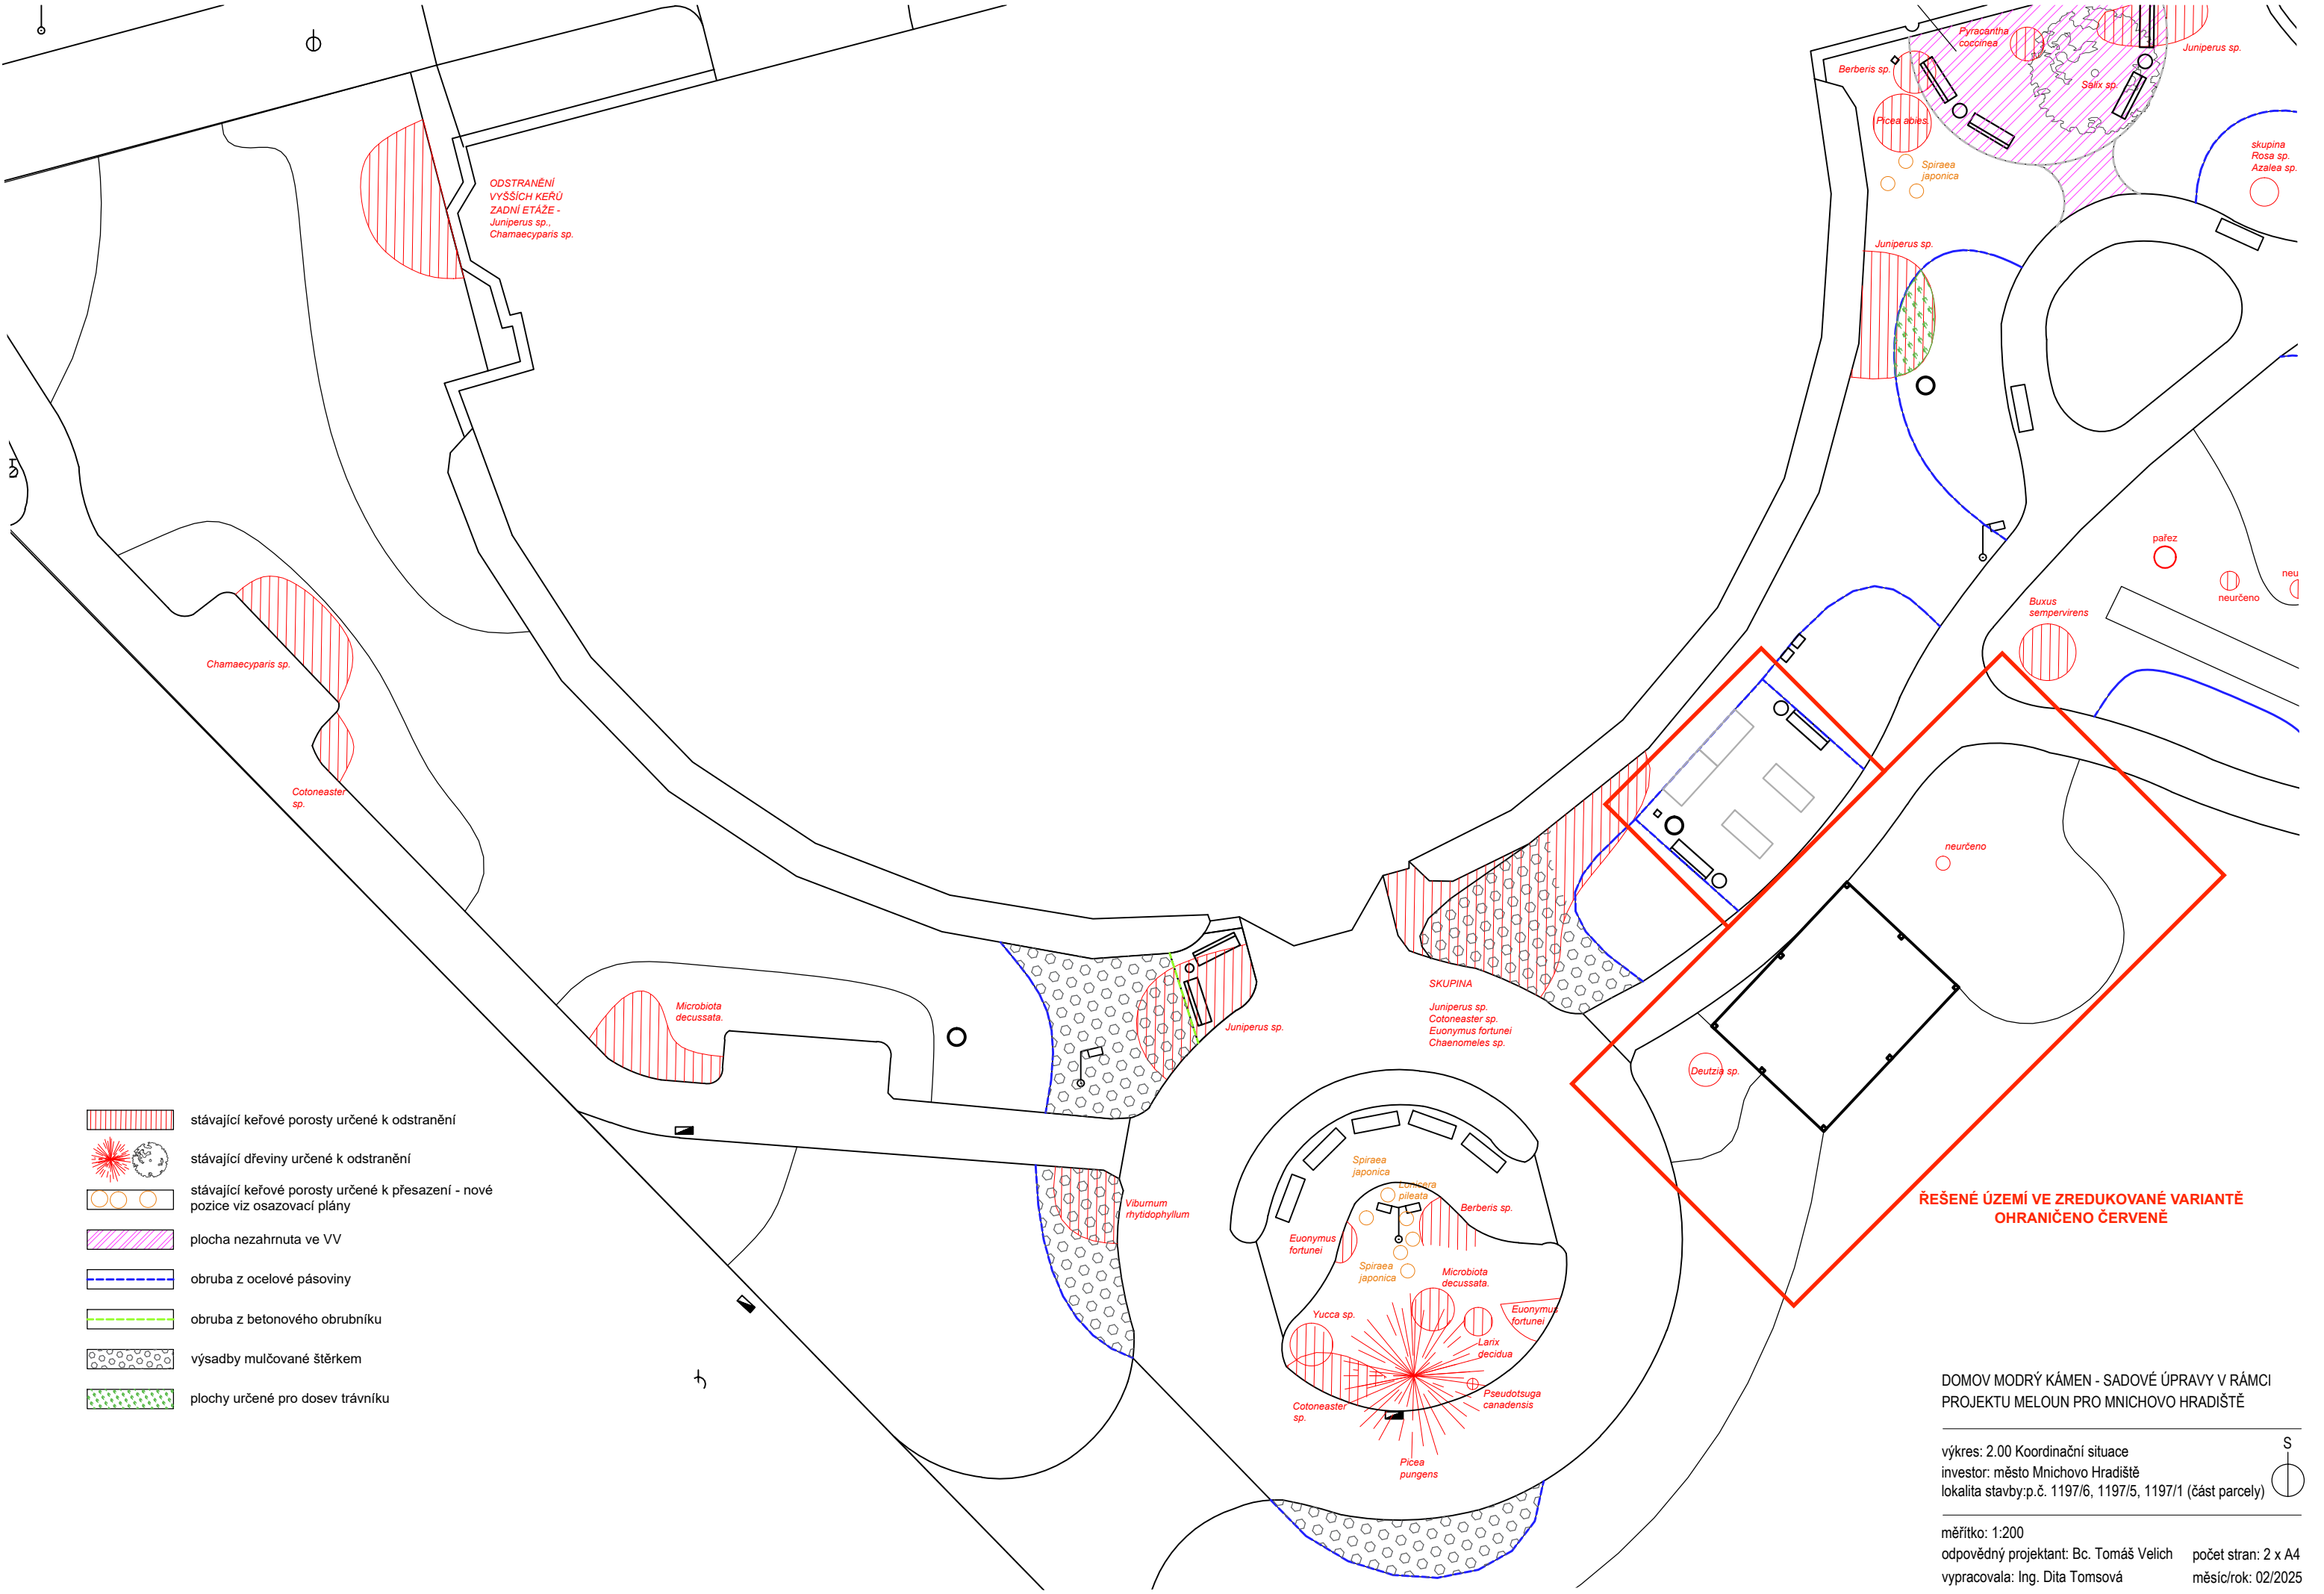 Pyracantha
coccinea
Juniperus sp.
Berberis sp.
Salix sp.
Picea abies.
skupina
Rosa sp.
Azalea sp.
Spiraea
japonica
ODSTRANĚNÍ
VYŠŠÍCH KEŘŮ
ZADNÍ ETÁŽE -
Juniperus sp.,
Chamaecyparis sp.
Juniperus sp.
pařez
neu
neurčeno
Buxus
sempervirens
Chamaecyparis sp.
Cotoneaster
sp.
neurčeno
SKUPINA
Juniperus sp.
Cotoneaster sp.
Euonymus fortunei
Chaenomeles sp.
Microbiota
decussata.
Juniperus sp.
Deutzia sp.
stávající keřové porosty určené k odstranění
stávající dřeviny určené k odstranění
stávající keřové porosty určené k přesazení - nové
pozice viz osazovací plány
plocha nezahrnuta ve VV
obruba z ocelové pásoviny
obruba z betonového obrubníku
výsadby mulčované štěrkem
plochy určené pro dosev trávníku
Viburnum
rhytidophyllum
Spiraea
japonica
Lonicera
pileata
Berberis sp.
Euonymus
fortunei
Spiraea
japonica
Microbiota
decussata.
Yucca sp.
Euonymus
fortunei
Larix
decidua
Pseudotsuga
canadensis
Cotoneaster
sp.
Picea
pungens
ŘEŠENÉ ÚZEMÍ VE ZREDUKOVANÉ VARIANTĚ
OHRANIČENO ČERVENĚ
DOMOV MODRÝ KÁMEN - SADOVÉ ÚPRAVY V RÁMCI
PROJEKTU MELOUN PRO MNICHOVO HRADIŠTĚ
výkres: 2.00 Koordinační situace
investor: město Mnichovo Hradiště
lokalita stavby:p.č. 1197/6, 1197/5, 1197/1 (část parcely)
S
měřítko: 1:200
odpovědný projektant: Bc. Tomáš Velich počet stran: 2 x A4
vypracovala: Ing. Dita Tomsová měsíc/rok: 02/2025